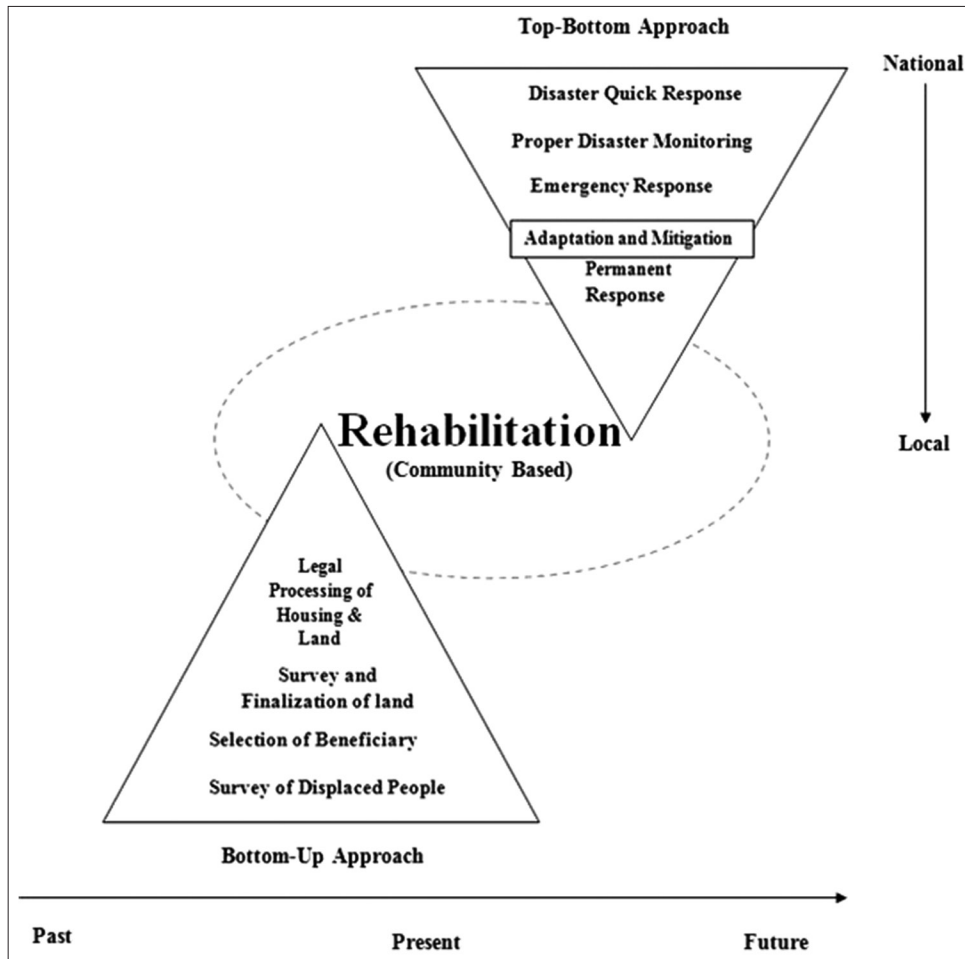 Top-Bottom Approach
National
Disaster Quick Response
Proper Disaster Monitoring
Emergency Response
Adaptation and Mitigation
Permanent
Response
Rehabilitation
(Community Based)
Local
Legal
Processing of
Housing &
Land
Survey and
Finalization of land
Selection of Beneficiary
Survey of Displaced People
Bottom-Up Approach
Past
Present
Future